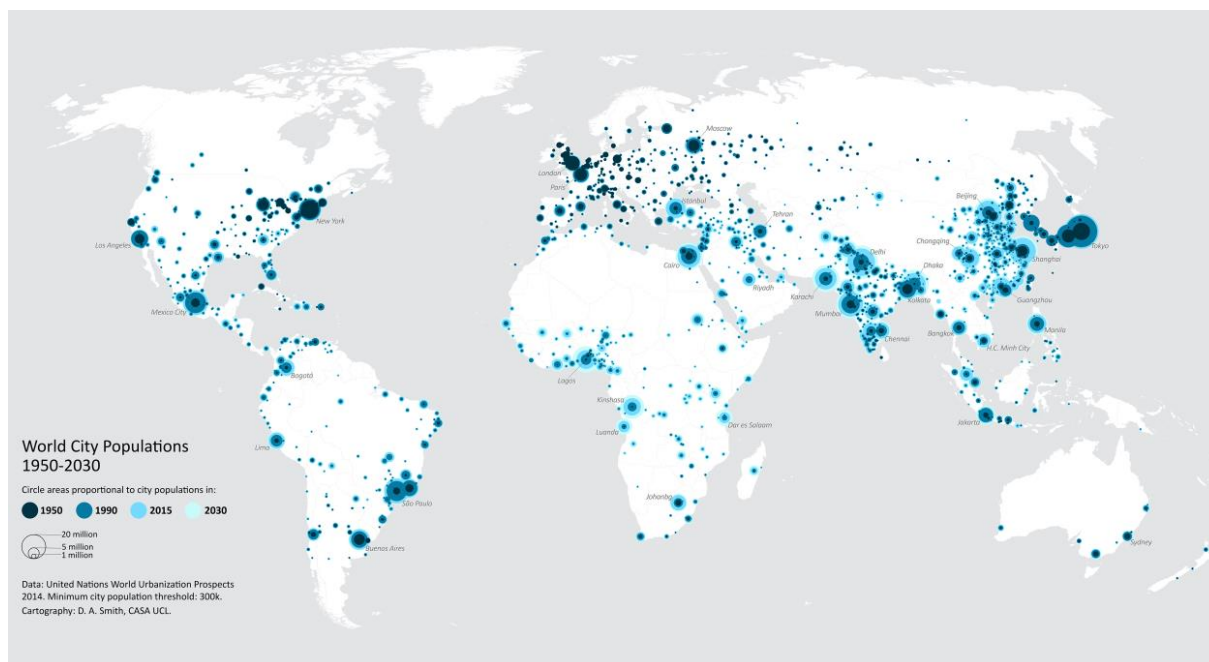 Moscow
London
Paris
Istanbul
Beijing
New York
Tehran
Los Angeles
Chongqing
Tokyo
Delhi
Shanghai
Cairo
Dhaka
Riyadh
Karachi
Kolkata
Guangzhou
Mexico City
Mumbai
Bangkok
Manila
Chennai
H.C. Minh City
Bogotá
Lagos
Kinshasa
Luanda
Dar es Salaam
Jakarta
Lima
São Paulo
Johanbg
Buenos Aires
Sydney
World City Populations
1950-2030
Circle areas proportional to city populations in:
1950 1990 2015 2030
20 million
5 million
1 million
Data: United Nations World Urbanization Prospects
2014. Minimum city population threshold: 300k.
Cartography: D. A. Smith, CASA UCL.